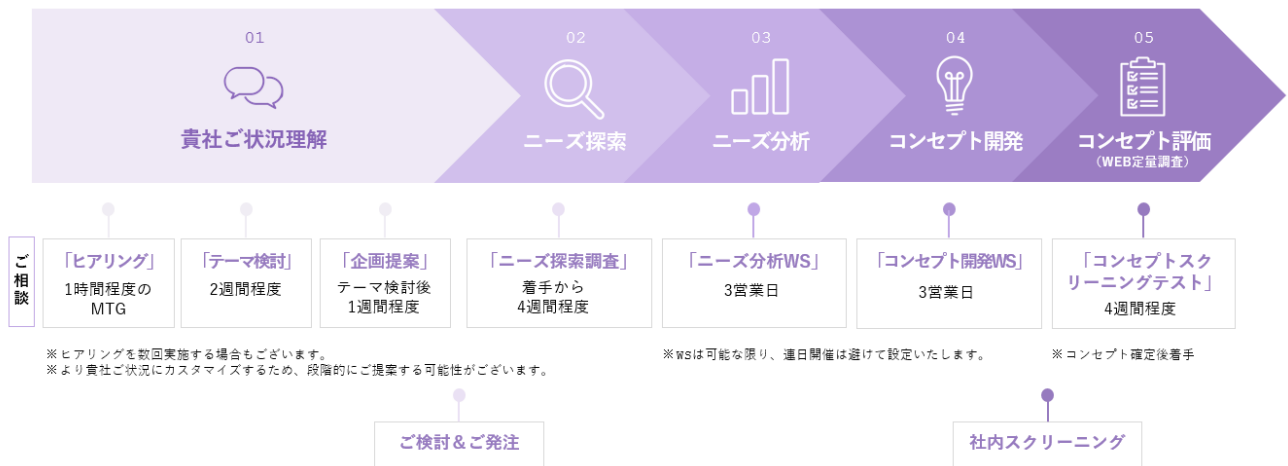 01
貴社ご状況理解
02
ニーズ探索
03
ニーズ分析
04
コンセプト開発
05
コンセプト評価
(WEB定量調査)
ご相談
「ヒアリング」
1時間程度の
MTG
「テーマ検討」
2週間程度
「企画提案」
テーマ検討後
1週間程度
「ニーズ探索調査」
着手から
4週間程度
「ニーズ分析WS」
3営業日
「コンセプト開発WS」
3営業日
「コンセプトスク
リーニングテスト」
4週間程度
※ヒアリングを数回実施する場合もございます。
※より貴社ご状況にカスタマイズするため、段階的にご提案する可能性がございます。
※WSは可能な限り、連日開催は避けて設定いたします。
※コンセプト確定後着手
ご検討＆ご発注
社内スクリーニング